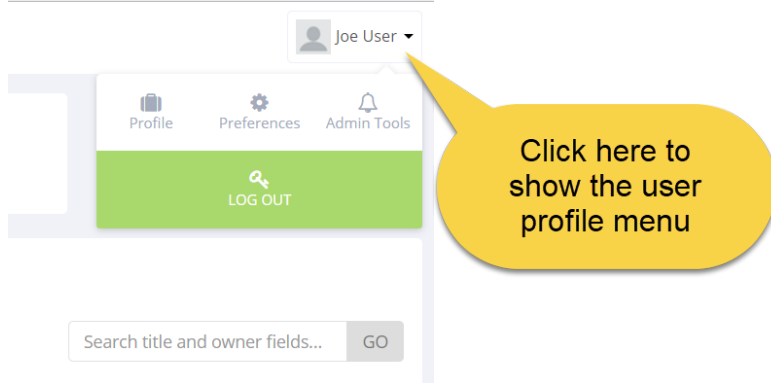 Joe User
Profile Preferences Admin Tools
LOG OUT
Click here to
show the user
profile menu
Search title and owner fields... GO